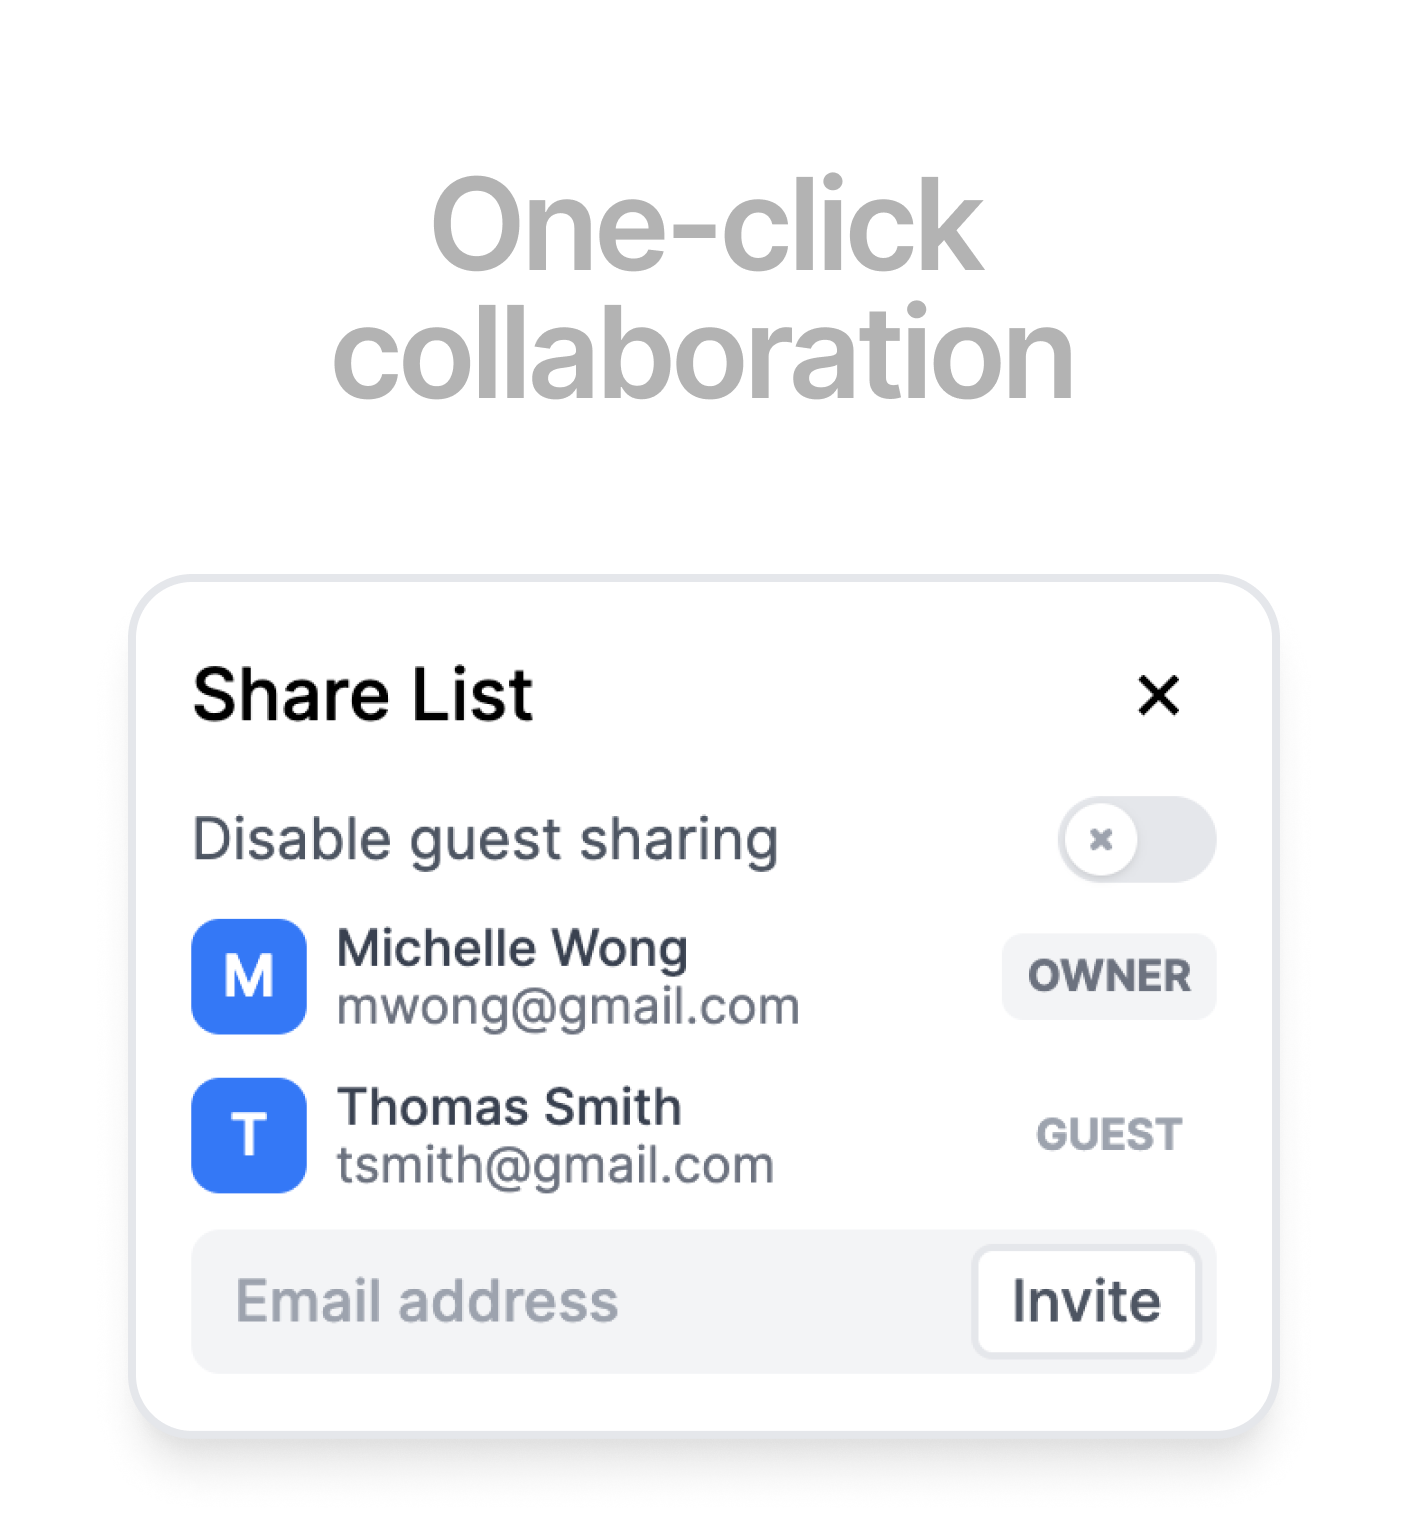 One-click
collaboration
Share List
Disable guest sharing
M
Michelle Wong
mwong@gmail.com
OWNER
T
Thomas Smith
tsmith@gmail.com
GUEST
Email address
Invite